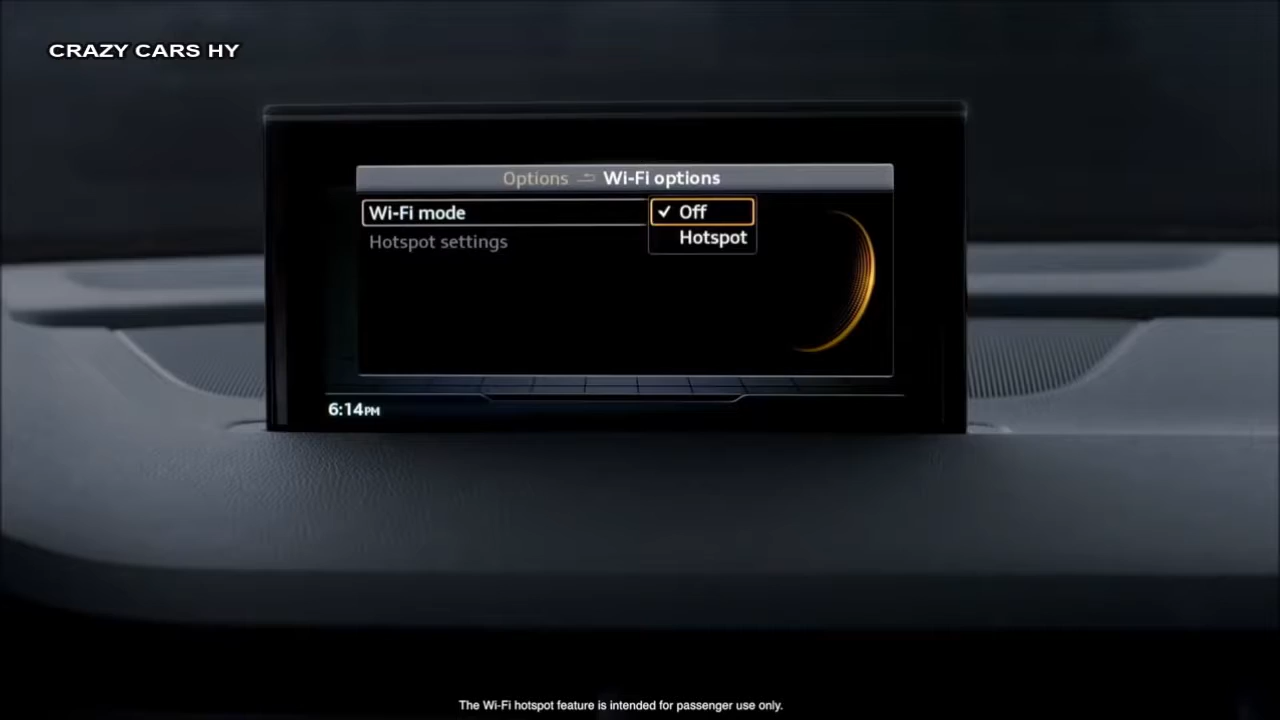 CRAZY CARS HY
Options Wi-Fi options
Wi-Fi mode
✓ Off
Hotspot settings
Hotspot
6:14PM
The Wi-Fi hotspot feature is intended for passenger use only.